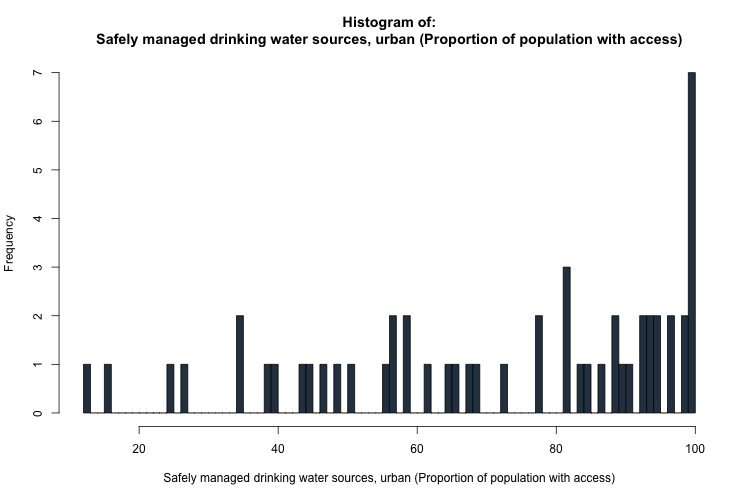 Histogram of:
Safely managed drinking water sources, urban (Proportion of population with access)
Frequency
7
6
5
4
3
2
1
0
20 40 60 80 100
Safely managed drinking water sources, urban (Proportion of population with access)